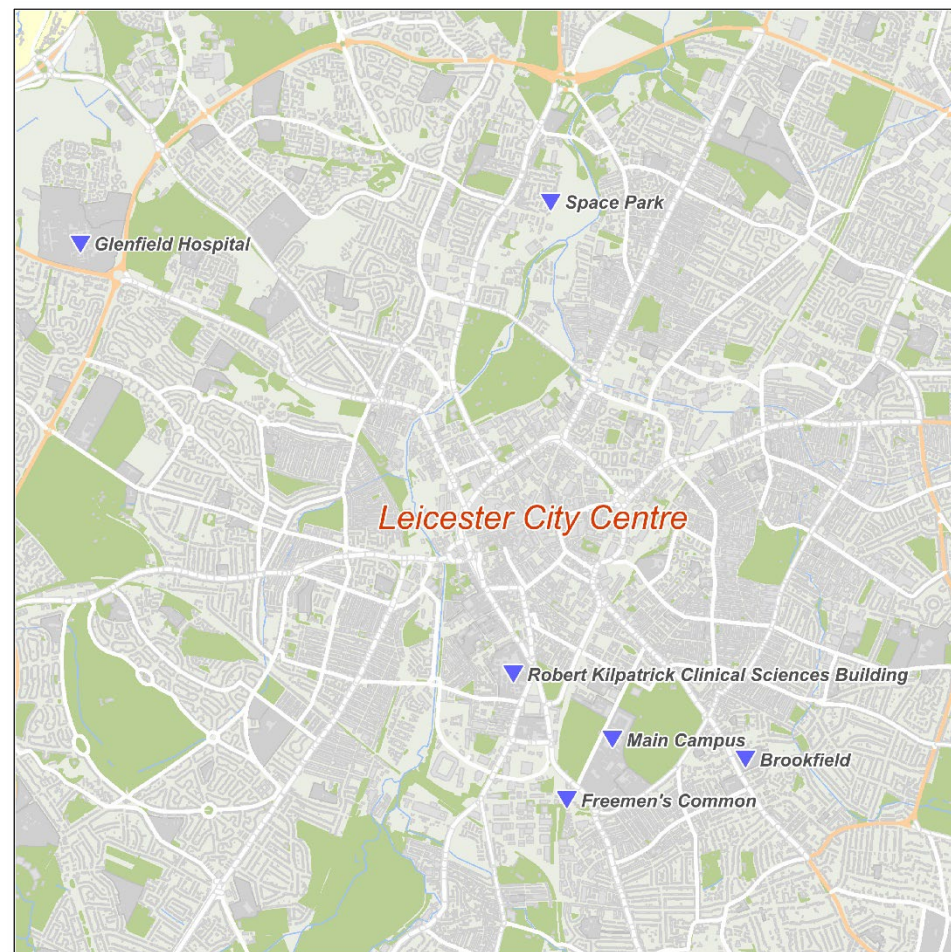 Space Park
Glenfield Hospital
Leicester City Centre
Robert Kilpatrick Clinical Sciences Building
Main Campus
Brookfield
Freemen's Common